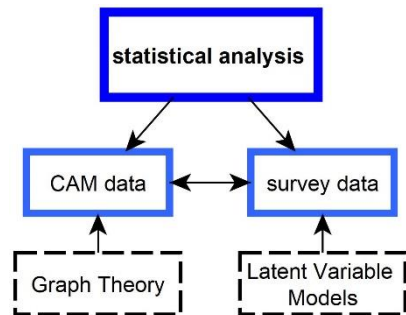 statistical analysis
CAM data
survey data
Graph Theory
Latent Variable
Models